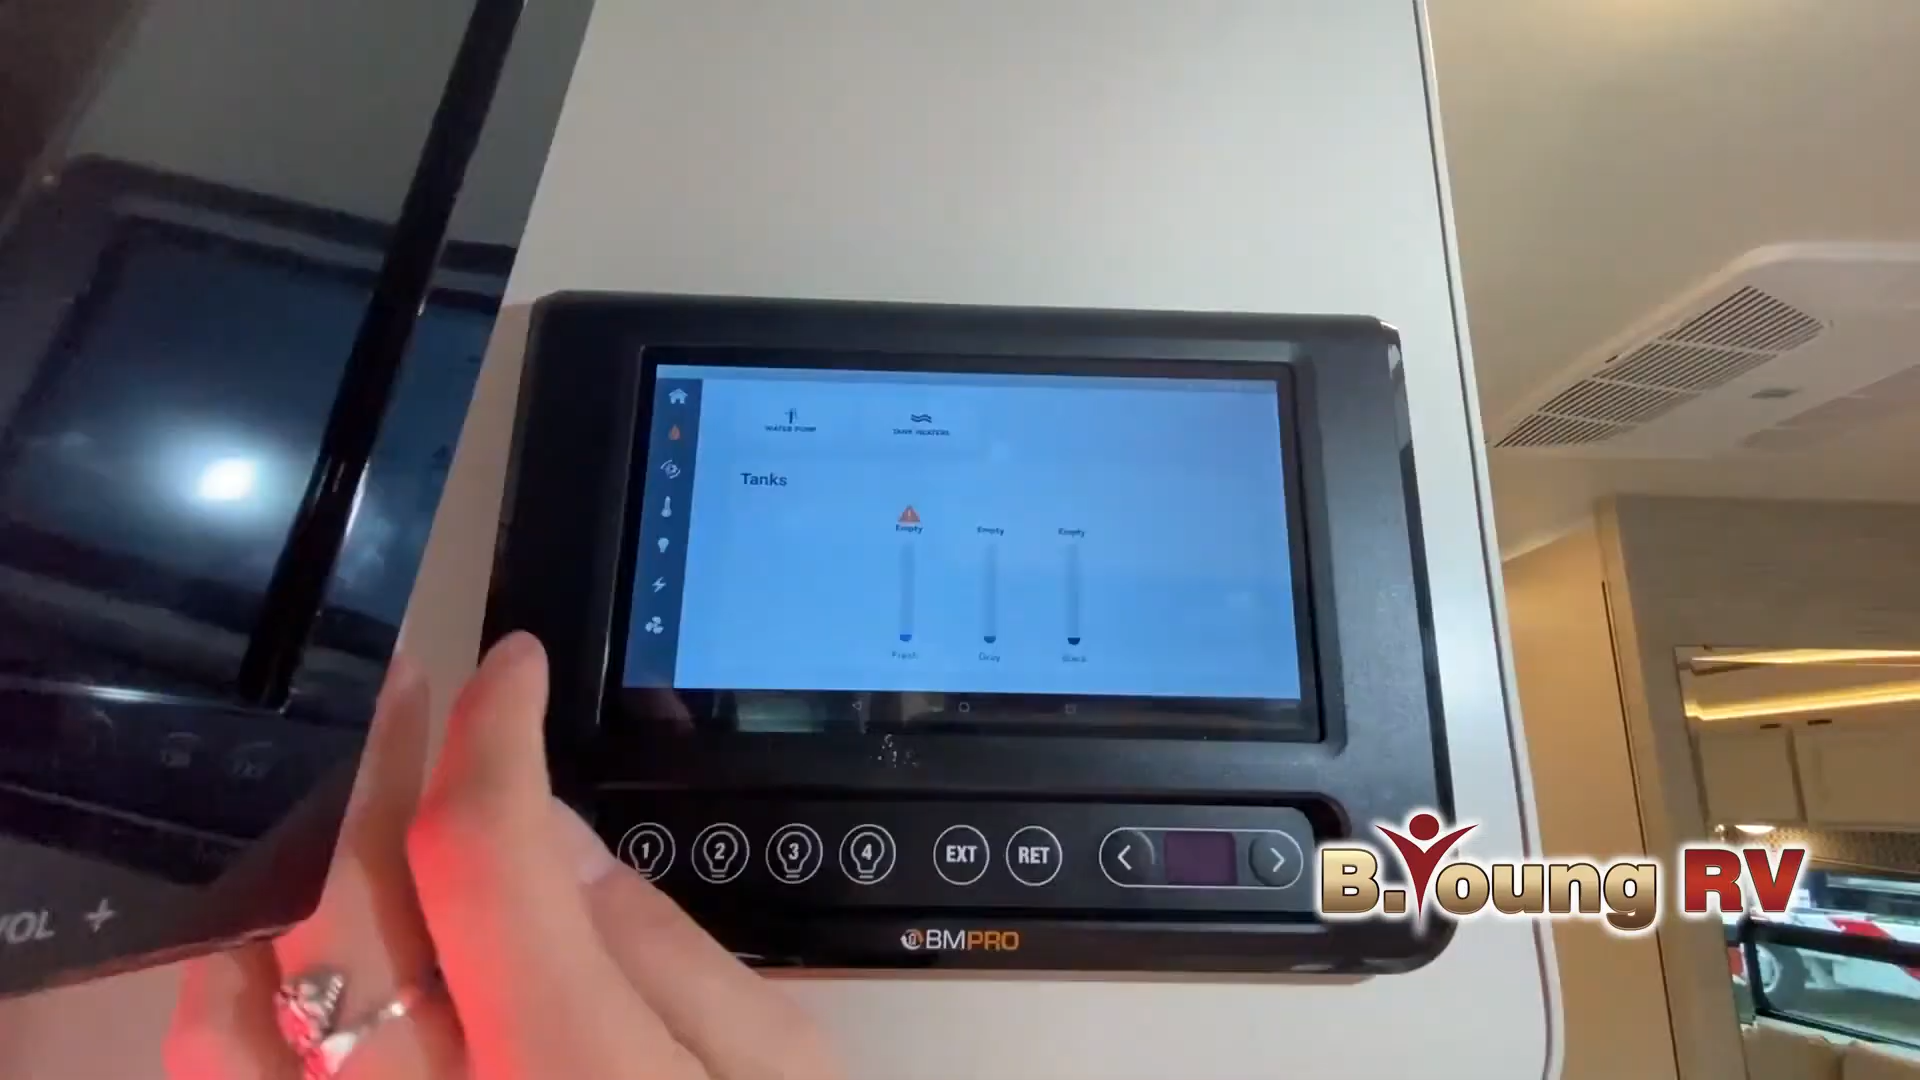 WATER PUMP
TANK HEATERS
Tanks
Empty
Empty
Empty
Fresh
Gray
Black
1
2
3
4
EXT
RET
VOL +
BMPRO
B.Young RV